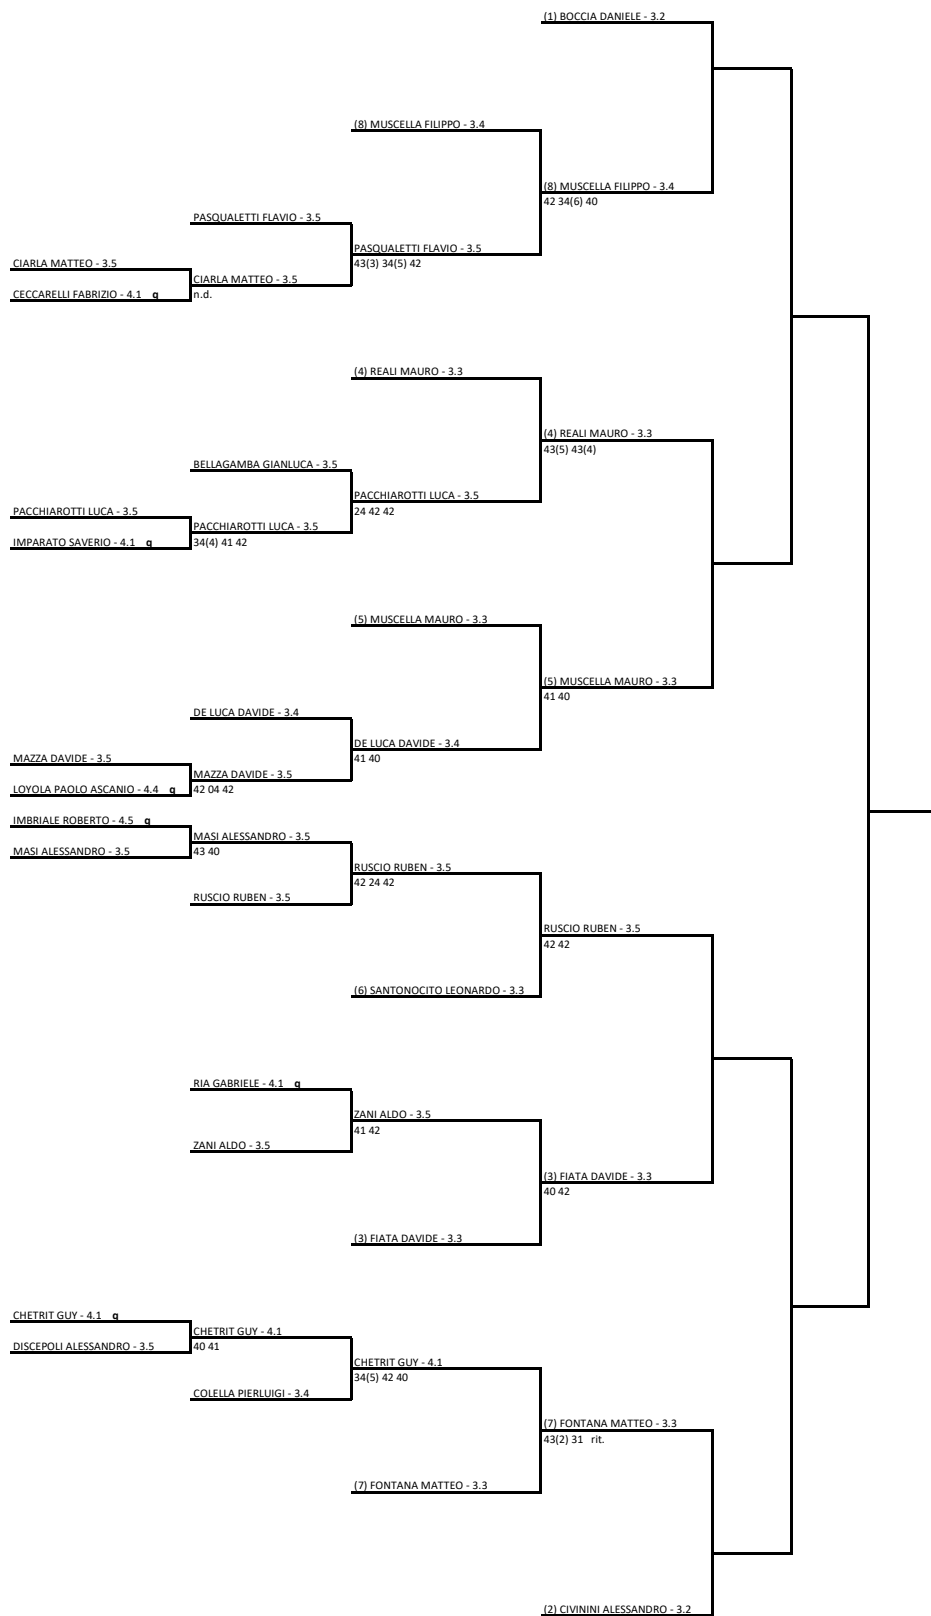 (1) BOCCIA DANIELE - 3.2
(8) MUSCELLA FILIPPO - 3.4
(8) MUSCELLA FILIPPO - 3.4
42 34(6) 40
PASQUALETTI FLAVIO - 3.5
PASQUALETTI FLAVIO - 3.5
43(3) 34(5) 42
CIARLA MATTEO - 3.5
CIARLA MATTEO - 3.5
CECCARELLI FABRIZIO - 4.1 q
n.d.
(4) REALI MAURO - 3.3
(4) REALI MAURO - 3.3
43(5) 43(4)
BELLAGAMBA GIANLUCA - 3.5
PACCHIAROTTI LUCA - 3.5
24 42 42
PACCHIAROTTI LUCA - 3.5
PACCHIAROTTI LUCA - 3.5
IMPARATO SAVERIO - 4.1 q
34(4) 41 42
(5) MUSCELLA MAURO - 3.3
(5) MUSCELLA MAURO - 3.3
41 40
DE LUCA DAVIDE - 3.4
DE LUCA DAVIDE - 3.4
41 40
MAZZA DAVIDE - 3.5
MAZZA DAVIDE - 3.5
LOYOLA PAOLO ASCANIO - 4.4 q
42 04 42
IMBRIALE ROBERTO - 4.5 q
MASI ALESSANDRO - 3.5
MASI ALESSANDRO - 3.5
43 40
RUSCIO RUBEN - 3.5
42 24 42
RUSCIO RUBEN - 3.5
RUSCIO RUBEN - 3.5
42 42
(6) SANTONOCITO LEONARDO - 3.3
RIA GABRIELE - 4.1 q
ZANI ALDO - 3.5
41 42
ZANI ALDO - 3.5
(3) FIATA DAVIDE - 3.3
40 42
(3) FIATA DAVIDE - 3.3
CHETRIT GUY - 4.1 q
CHETRIT GUY - 4.1
DISCEPOLI ALESSANDRO - 3.5
40 41
CHETRIT GUY - 4.1
34(5) 42 40
COLELLA PIERLUIGI - 3.4
(7) FONTANA MATTEO - 3.3
43(2) 31 rit.
(7) FONTANA MATTEO - 3.3
(2) CIVININI ALESSANDRO - 3.2